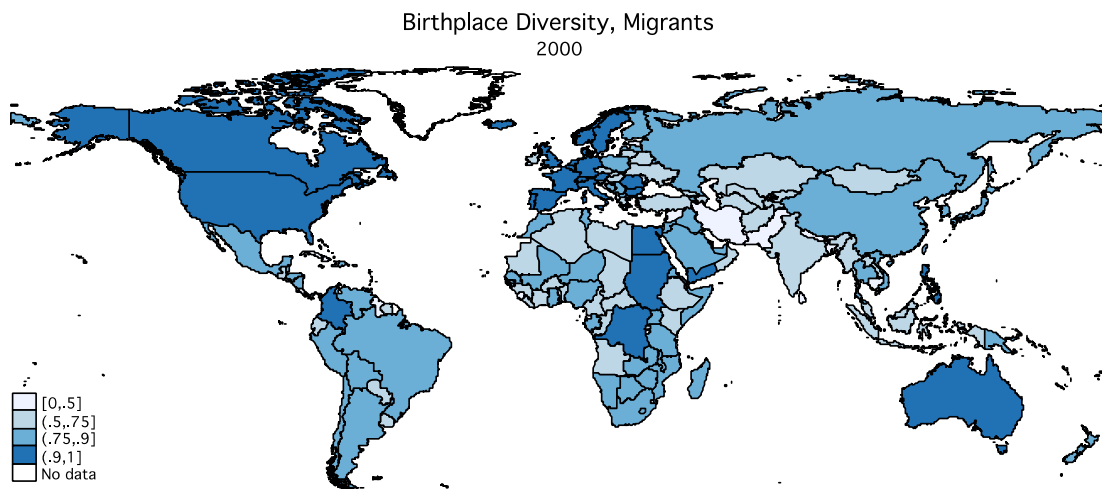 Birthplace Diversity, Migrants
2000
[0,.5]
(.5,.75]
(.75,.9]
(.9,1]
No data